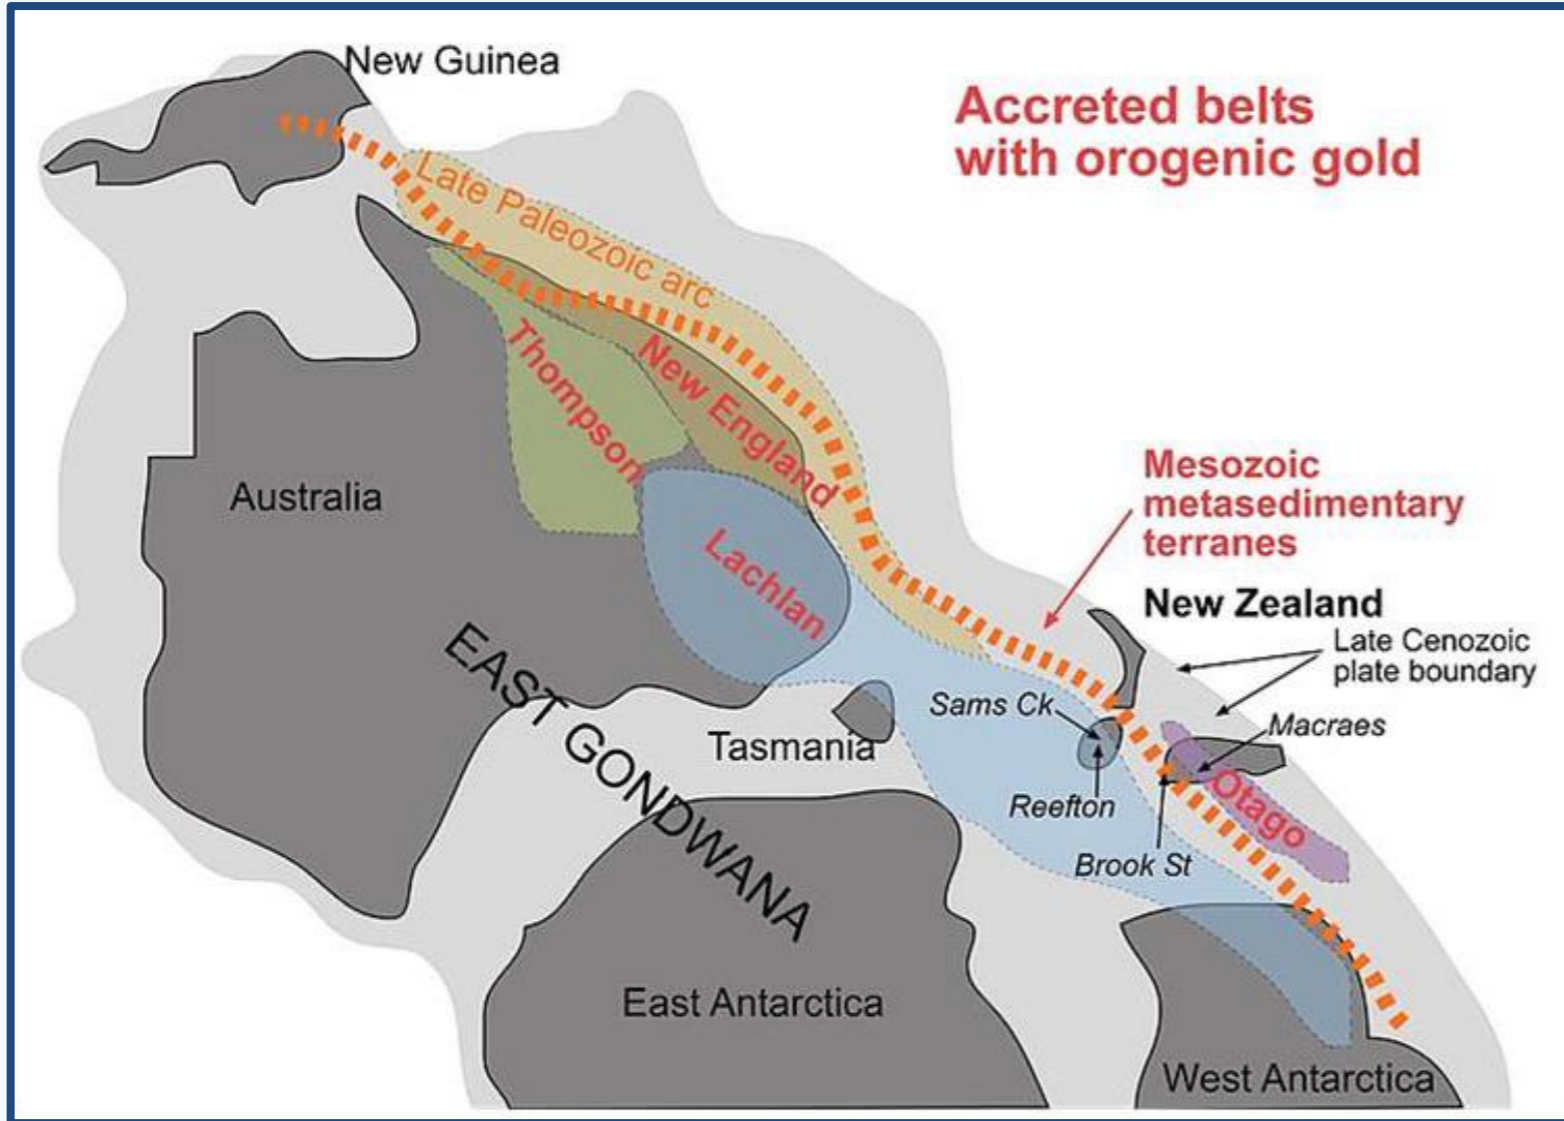 New Guinea
Accreted belts
with orogenic gold
Late Paleozoic arc
Thompson
New England
Australia
Lachlan
Mesozoic
metasedimentary
terranes
New Zealand
Late Cenozoic
plate boundary
EAST GONDWANA
Sams Ck
Macraes
Tasmania
Otago
Reefton
Brook St
East Antarctica
West Antarctica